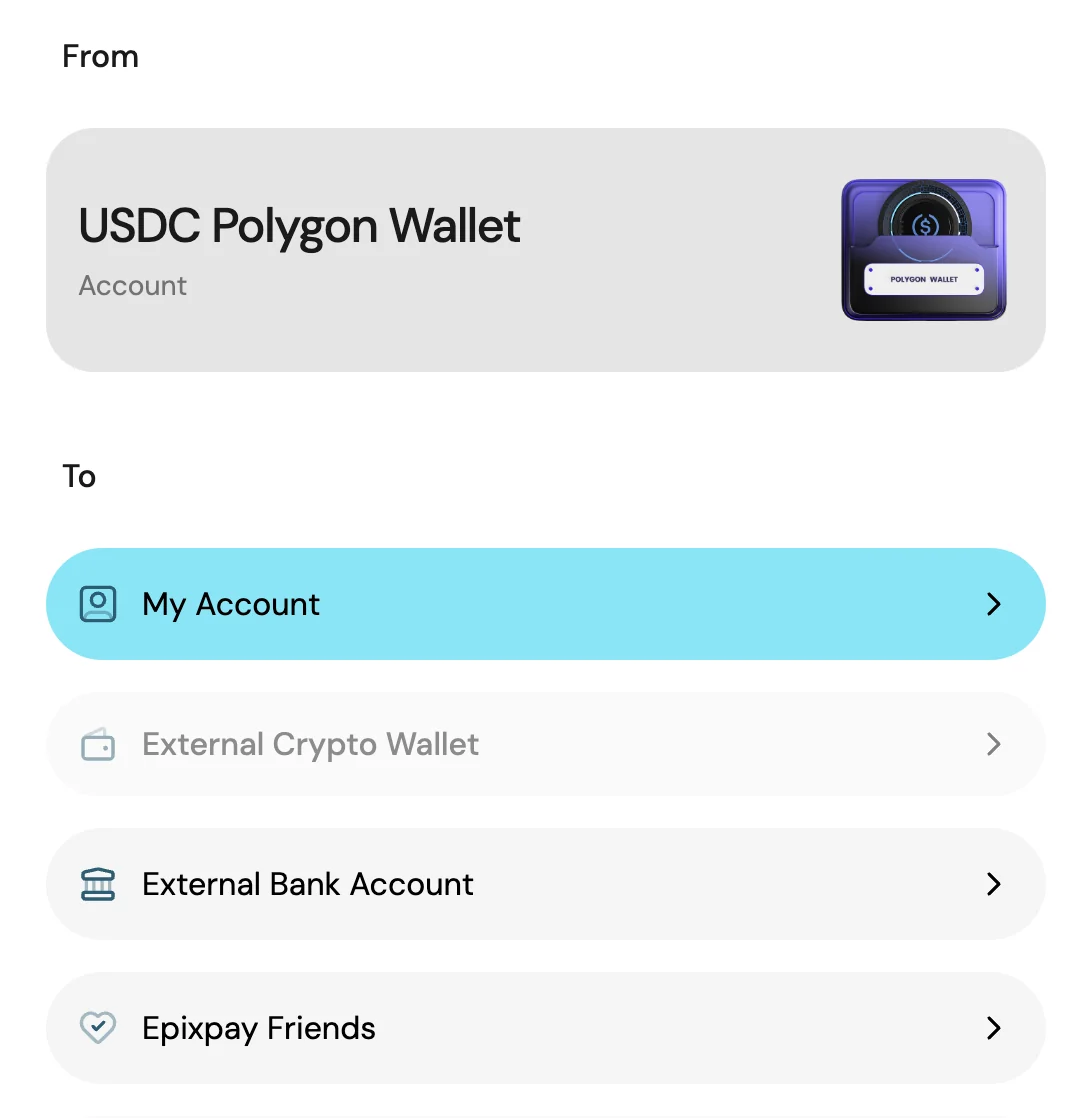 From
USDC Polygon Wallet
Account
POLYGON WALLET
To
My Account
External Crypto Wallet
External Bank Account
Epixpay Friends